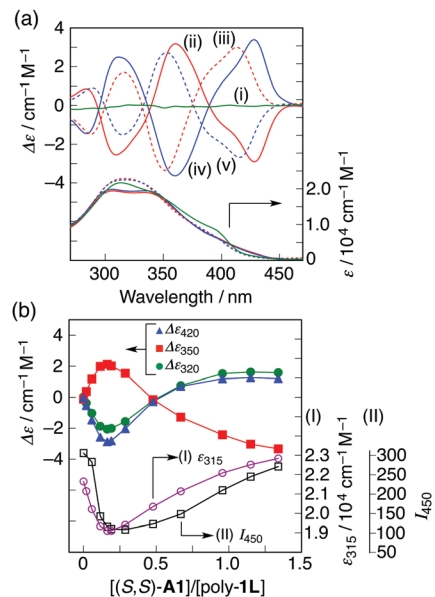 (a)
(ii) (iii)
(i)
(iv) (v)
Δε / cm⁻¹ M⁻¹
2
0
−2
−4
2.0
1.0
0
ε / 10⁴ cm⁻¹ M⁻¹
300 350 400 450
Wavelength / nm
(b)
Δε₄₂₀
Δε₃₅₀
Δε₃₂₀
Δε / cm⁻¹ M⁻¹
4
2
0
−2
−4
(I) ε₃₁₅
(II) I₄₅₀
(I) (II)
2.3 300
2.2 250
2.1 200
2.0 150
1.9 100
50
ε₃₁₅ / 10⁴ cm⁻¹ M⁻¹
I₄₅₀
0 0.5 1.0 1.5
[(S,S)-A1]/[poly-1L]